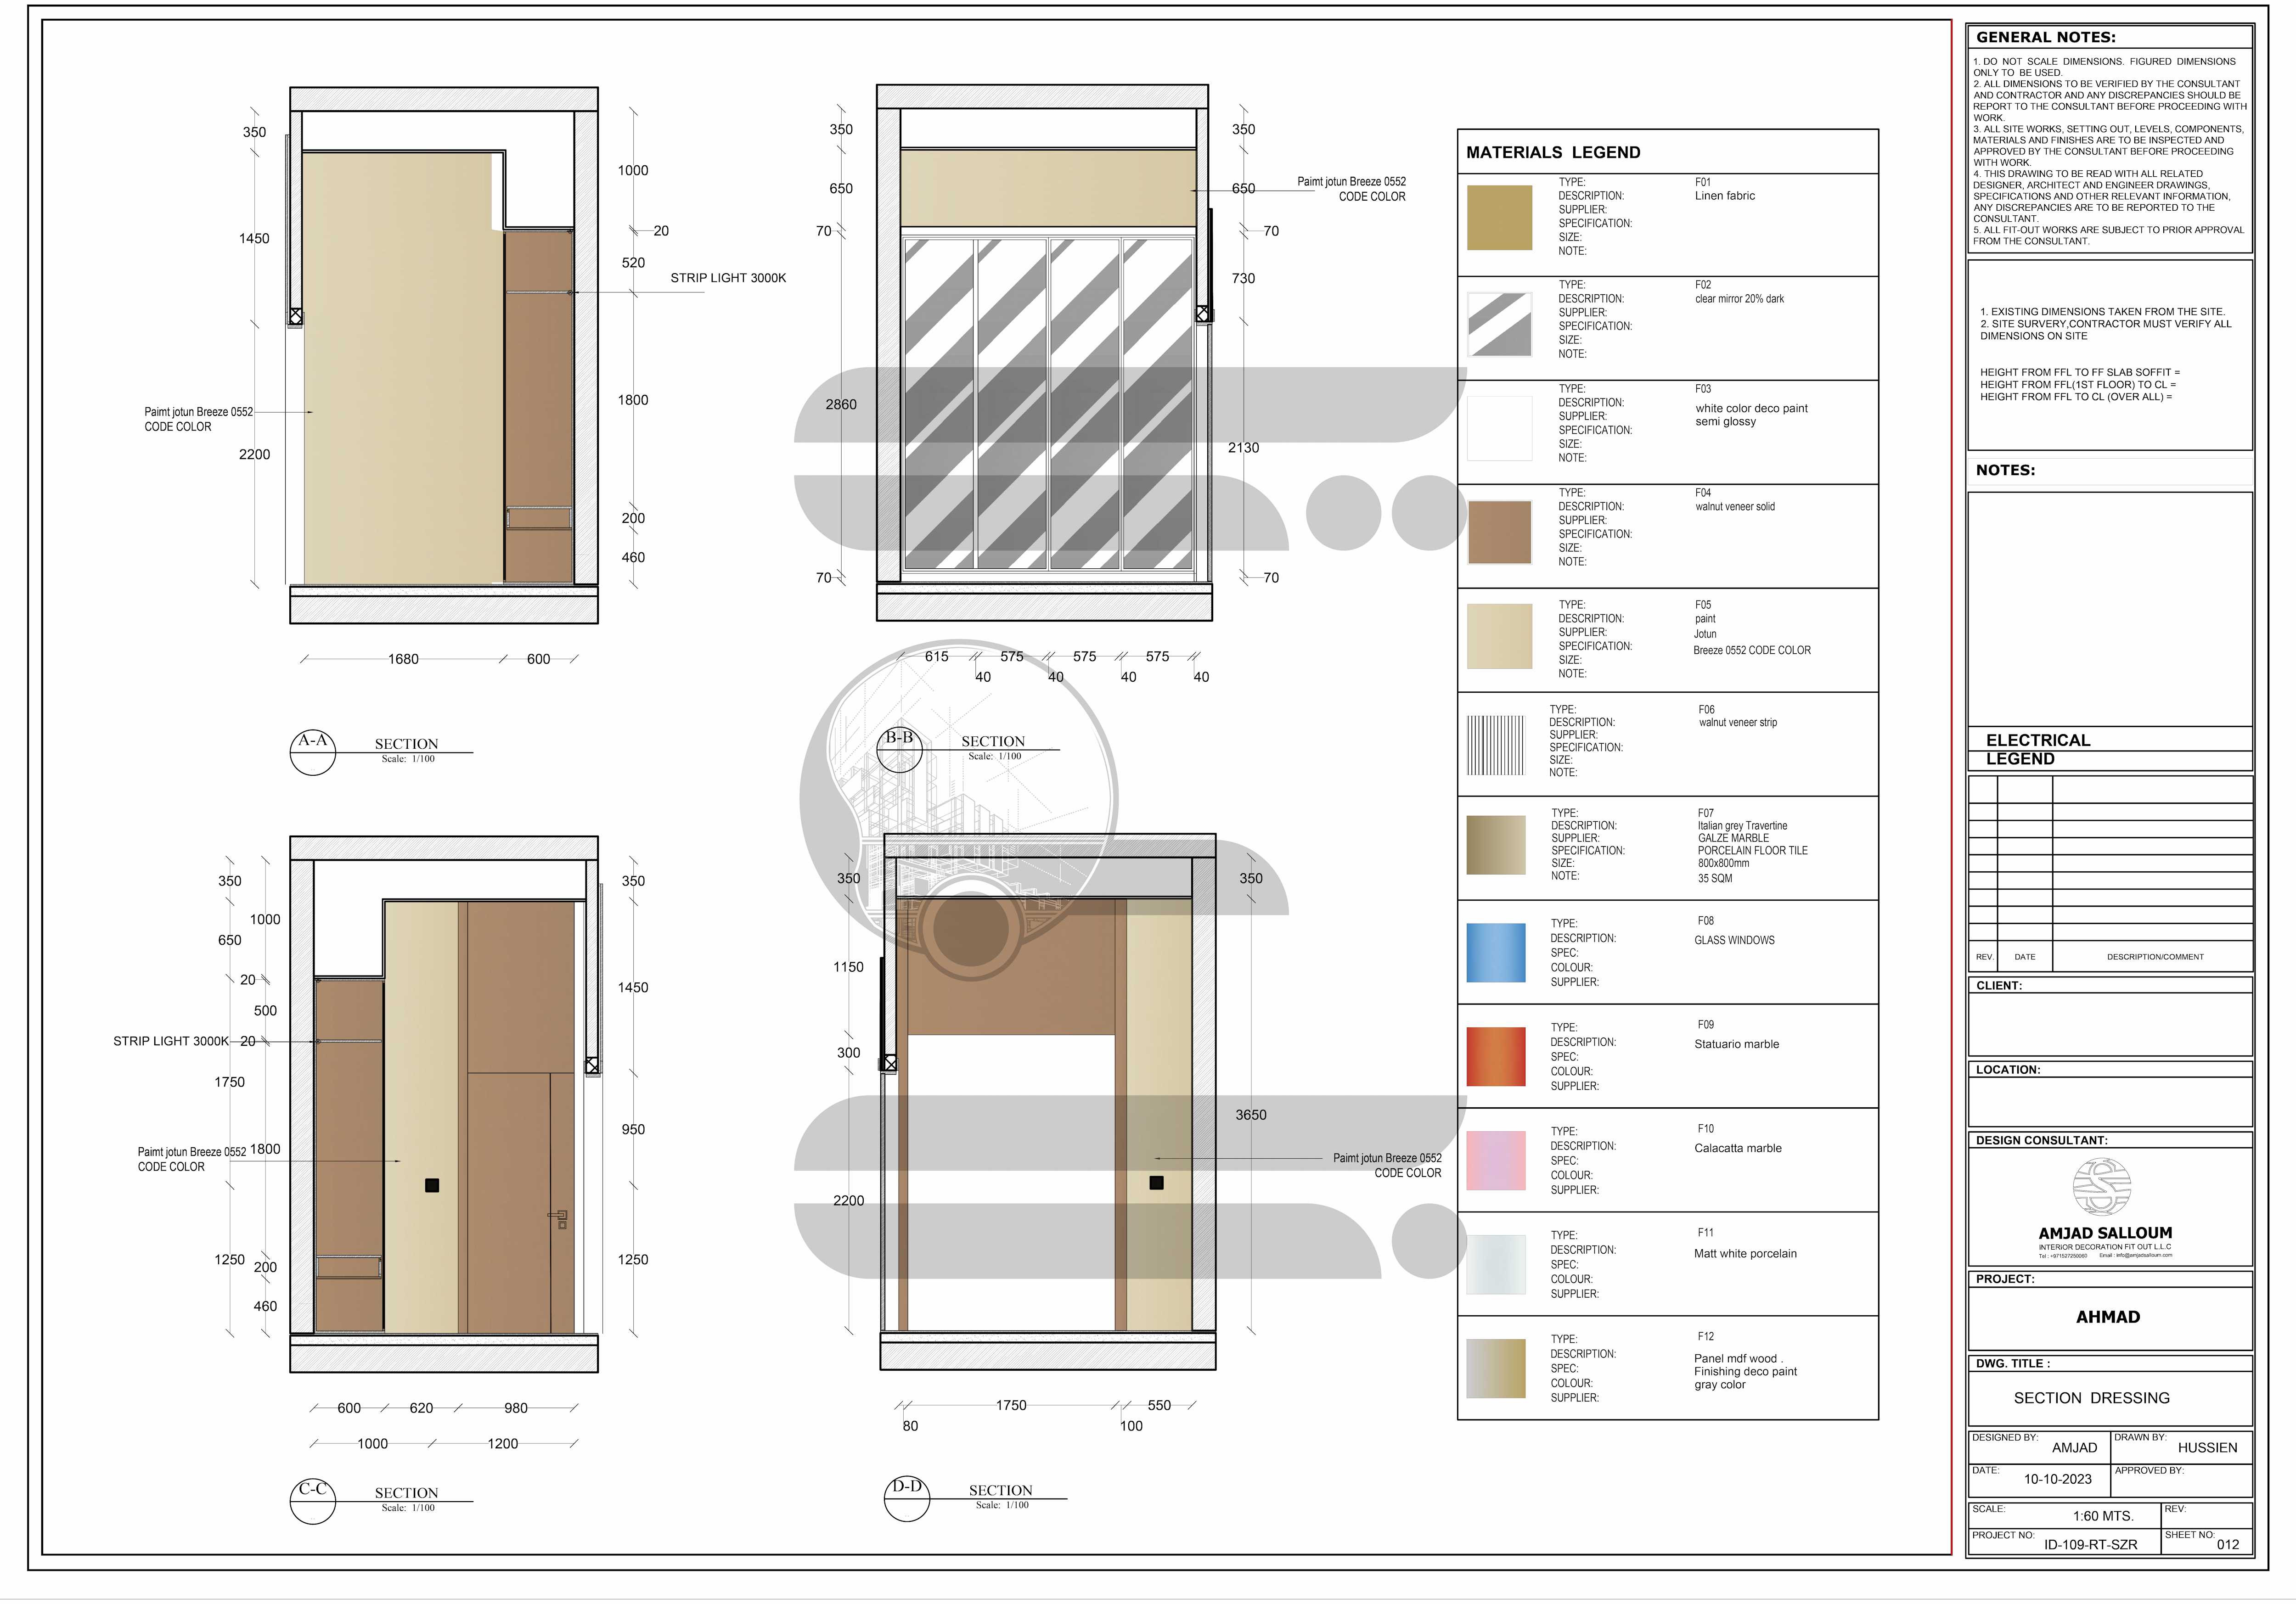 350
1450
2200
Paimt jotun Breeze 0552
CODE COLOR
1000
20
520
STRIP LIGHT 3000K
1800
200
460
1680
600
A-A
SECTION
Scale: 1/100
350
650
70
2860
70
350
650
70
730
2130
70
Paimt jotun Breeze 0552
CODE COLOR
615
575
575
575
40
40
40
40
B-B
SECTION
Scale: 1/100
350
1000
650
20
500
STRIP LIGHT 3000K
20
1750
Paimt jotun Breeze 0552
CODE COLOR
1800
1250
200
460
350
1450
950
1250
600
620
980
1000
1200
C-C
SECTION
Scale: 1/100
350
1150
300
2200
350
3650
Paimt jotun Breeze 0552
CODE COLOR
1750
550
80
100
D-D
SECTION
Scale: 1/100
MATERIALS LEGEND
TYPE: F01
DESCRIPTION: Linen fabric
SUPPLIER:
SPECIFICATION:
SIZE:
NOTE:
TYPE: F02
DESCRIPTION: clear mirror 20% dark
SUPPLIER:
SPECIFICATION:
SIZE:
NOTE:
TYPE: F03
DESCRIPTION: white color deco paint
SUPPLIER: semi glossy
SPECIFICATION:
SIZE:
NOTE:
TYPE: F04
DESCRIPTION: walnut veneer solid
SUPPLIER:
SPECIFICATION:
SIZE:
NOTE:
TYPE: F05
DESCRIPTION: paint
SUPPLIER: Jotun
SPECIFICATION: Breeze 0552 CODE COLOR
SIZE:
NOTE:
TYPE: F06
DESCRIPTION: walnut veneer strip
SUPPLIER:
SPECIFICATION:
SIZE:
NOTE:
TYPE: F07
DESCRIPTION: Italian grey Travertine
SUPPLIER: GALZE MARBLE
SPECIFICATION: PORCELAIN FLOOR TILE
SIZE: 800x800mm
NOTE: 35 SQM
TYPE: F08
DESCRIPTION: GLASS WINDOWS
SPEC:
COLOUR:
SUPPLIER:
TYPE: F09
DESCRIPTION: Statuario marble
SPEC:
COLOUR:
SUPPLIER:
TYPE: F10
DESCRIPTION: Calacatta marble
SPEC:
COLOUR:
SUPPLIER:
TYPE: F11
DESCRIPTION: Matt white porcelain
SPEC:
COLOUR:
SUPPLIER:
TYPE: F12
DESCRIPTION: Panel mdf wood .
SPEC: Finishing deco paint
COLOUR: gray color
SUPPLIER:
GENERAL NOTES:
1. DO NOT SCALE DIMENSIONS. FIGURED DIMENSIONS
ONLY TO BE USED.
2. ALL DIMENSIONS TO BE VERIFIED BY THE CONSULTANT
AND CONTRACTOR AND ANY DISCREPANCIES SHOULD BE
REPORT TO THE CONSULTANT BEFORE PROCEEDING WITH
WORK.
3. ALL SITE WORKS, SETTING OUT, LEVELS, COMPONENTS,
MATERIALS AND FINISHES ARE TO BE INSPECTED AND
APPROVED BY THE CONSULTANT BEFORE PROCEEDING
WITH WORK.
4. THIS DRAWING TO BE READ WITH ALL RELATED
DESIGNER, ARCHITECT AND ENGINEER DRAWINGS,
SPECIFICATIONS AND OTHER RELEVANT INFORMATION,
ANY DISCREPANCIES ARE TO BE REPORTED TO THE
CONSULTANT.
5. ALL FIT-OUT WORKS ARE SUBJECT TO PRIOR APPROVAL
FROM THE CONSULTANT.
1. EXISTING DIMENSIONS TAKEN FROM THE SITE.
2. SITE SURVERY,CONTRACTOR MUST VERIFY ALL
DIMENSIONS ON SITE
HEIGHT FROM FFL TO FF SLAB SOFFIT =
HEIGHT FROM FFL(1ST FLOOR) TO CL =
HEIGHT FROM FFL TO CL (OVER ALL) =
NOTES:
ELECTRICAL
LEGEND
REV. DATE DESCRIPTION/COMMENT
CLIENT:
LOCATION:
DESIGN CONSULTANT:
AMJAD SALLOUM
INTERIOR DECORATION FiT OUT L.L.C
Tel : +971527250060 Email : info@amjadsalloum.com
PROJECT:
AHMAD
DWG. TITLE :
SECTION DRESSING
DESIGNED BY: AMJAD
DRAWN BY: HUSSIEN
DATE: 10-10-2023
APPROVED BY:
SCALE: 1:60 MTS.
REV:
PROJECT NO: ID-109-RT-SZR
SHEET NO: 012